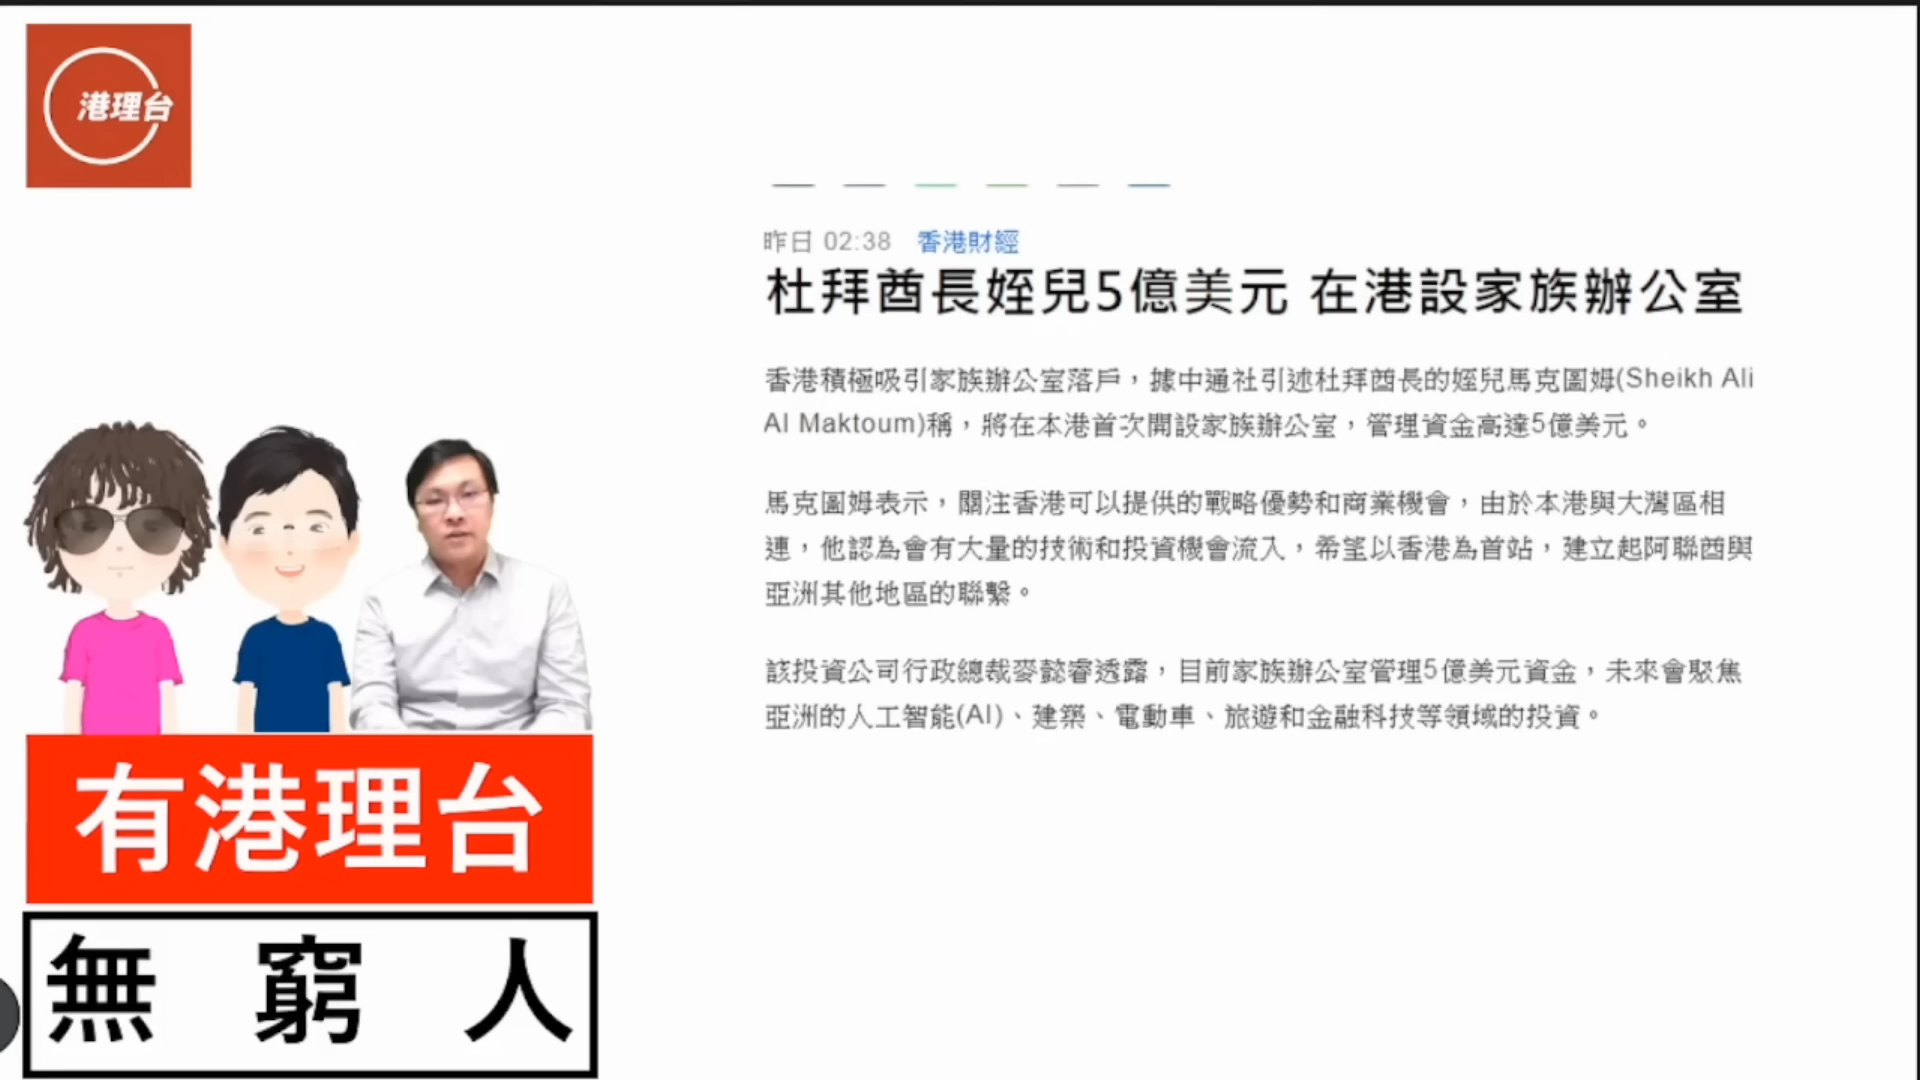 港理台
昨日 02:38 香港財經
杜拜酋長姪兒5億美元 在港設家族辦公室
香港積極吸引家族辦公室落戶，據中通社引述杜拜酋長的姪兒馬克圖姆(Sheikh Ali
Al Maktoum)稱，將在本港首次開設家族辦公室，管理資金高達5億美元。
馬克圖姆表示，關注香港可以提供的戰略優勢和商業機會，由於本港與大灣區相
連，他認為會有大量的技術和投資機會流入，希望以香港為首站，建立起阿聯酋與
亞洲其他地區的聯繫。
該投資公司行政總裁麥懿睿透露，目前家族辦公室管理5億美元資金，未來會聚焦
亞洲的人工智能(AI)、建築、電動車、旅遊和金融科技等領域的投資。
有港理台
無窮人